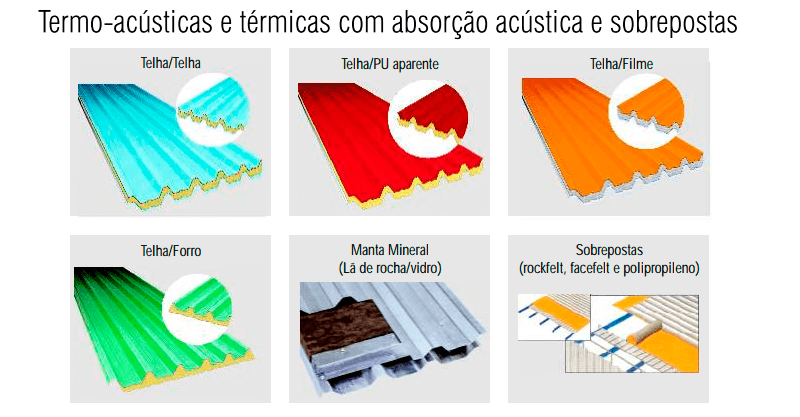 Termo-acústicas e térmicas com absorção acústica e sobrepostas
Telha/Telha
Telha/PU aparente
Telha/Filme
Telha/Forro
Manta Mineral
(Lã de rocha/vidro)
Sobrepostas
(rockfelt, facefelt e polipropileno)